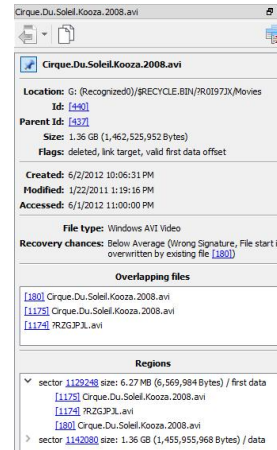 Cirque.Du.Soleil.Kooza.2008.avi
Cirque.Du.Soleil.Kooza.2008.avi
Location: G: (Recognized0)/$RECYCLE.BIN/?R0I97JX/Movies
Id: [440]
Parent Id: [437]
Size: 1.36 GB (1,462,525,952 Bytes)
Flags: deleted, link target, valid first data offset
Created: 6/2/2012 10:06:31 PM
Modified: 1/22/2011 1:19:16 PM
Accessed: 6/1/2012 11:00:00 PM
File type: Windows AVI Video
Recovery chances: Below Average (Wrong Signature, File start i
overwritten by existing file [180])
Overlapping files
[180] Cirque.Du.Soleil.Kooza.2008.avi
[1175] Cirque.Du.Soleil.Kooza.2008.avi
[1174] ?RZGJPJL.avi
Regions
sector 1129248 size: 6.27 MB (6,569,984 Bytes) / first data
[1175] Cirque.Du.Soleil.Kooza.2008.avi
[1174] ?RZGJPJL.avi
[180] Cirque.Du.Soleil.Kooza.2008.avi
sector 1142080 size: 1.36 GB (1,455,955,968 Bytes) / data